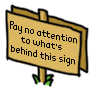 Pay no attention
to what's
behind this sign